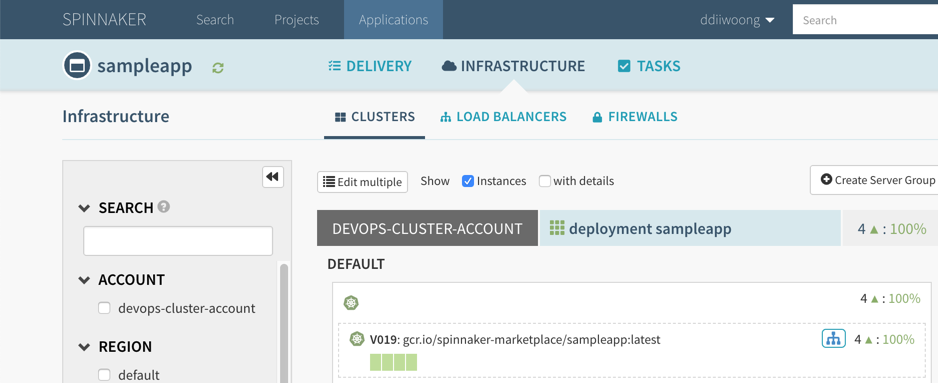 SPINNAKER Search Projects Applications ddiiwoong Search
sampleapp DELIVERY INFRASTRUCTURE TASKS
Infrastructure CLUSTERS LOAD BALANCERS FIREWALLS
Edit multiple Show Instances with details Create Server Group
SEARCH
DEVOPS-CLUSTER-ACCOUNT deployment sampleapp 4 ▲ : 100%
DEFAULT
ACCOUNT
4 ▲ : 100%
devops-cluster-account
V019: gcr.io/spinnaker-marketplace/sampleapp:latest 4 ▲ : 100%
REGION
default